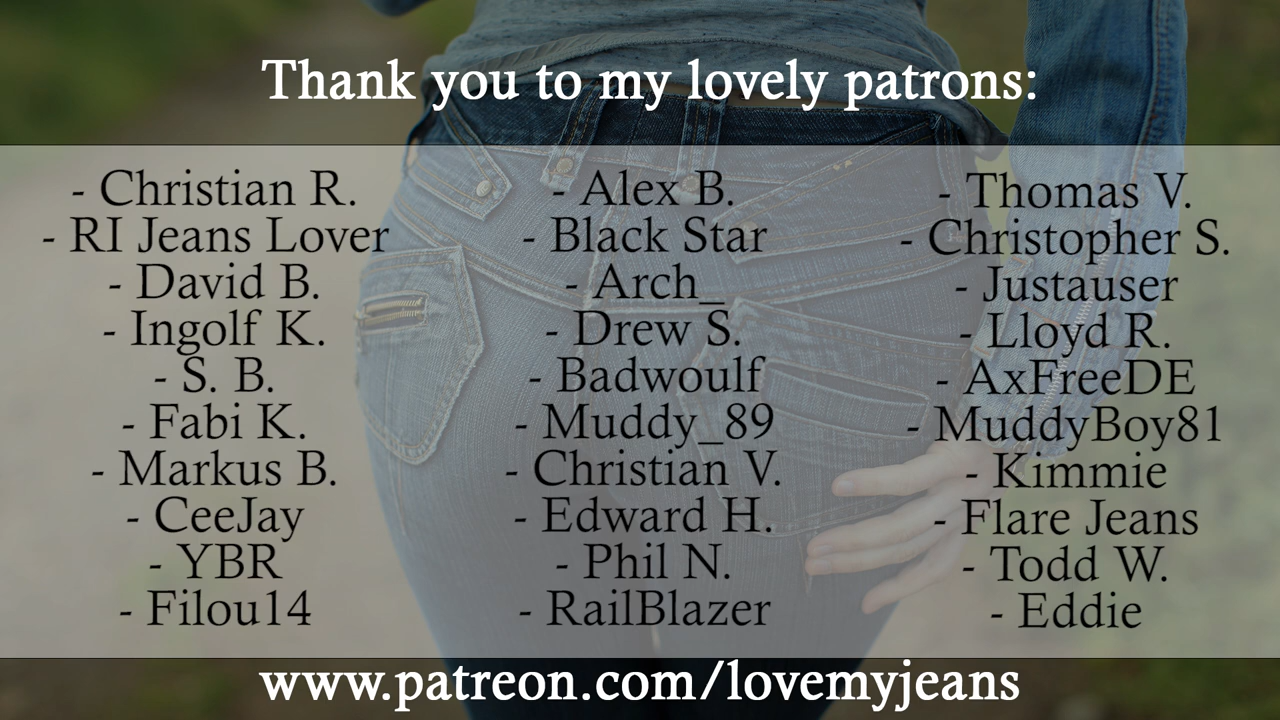 Thank you to my lovely patrons:
- Christian R.
- RI Jeans Lover
- David B.
- Ingolf K.
- S. B.
- Fabi K.
- Markus B.
- CeeJay
- YBR
- Filou14
- Alex B.
- Black Star
- Arch_
- Drew S.
- Badwoulf
- Muddy_89
- Christian V.
- Edward H.
- Phil N.
- RailBlazer
- Thomas V.
- Christopher S.
- Justauser
- Lloyd R.
- AxFreeDE
- MuddyBoy81
- Kimmie
- Flare Jeans
- Todd W.
- Eddie
www.patreon.com/lovemyjeans